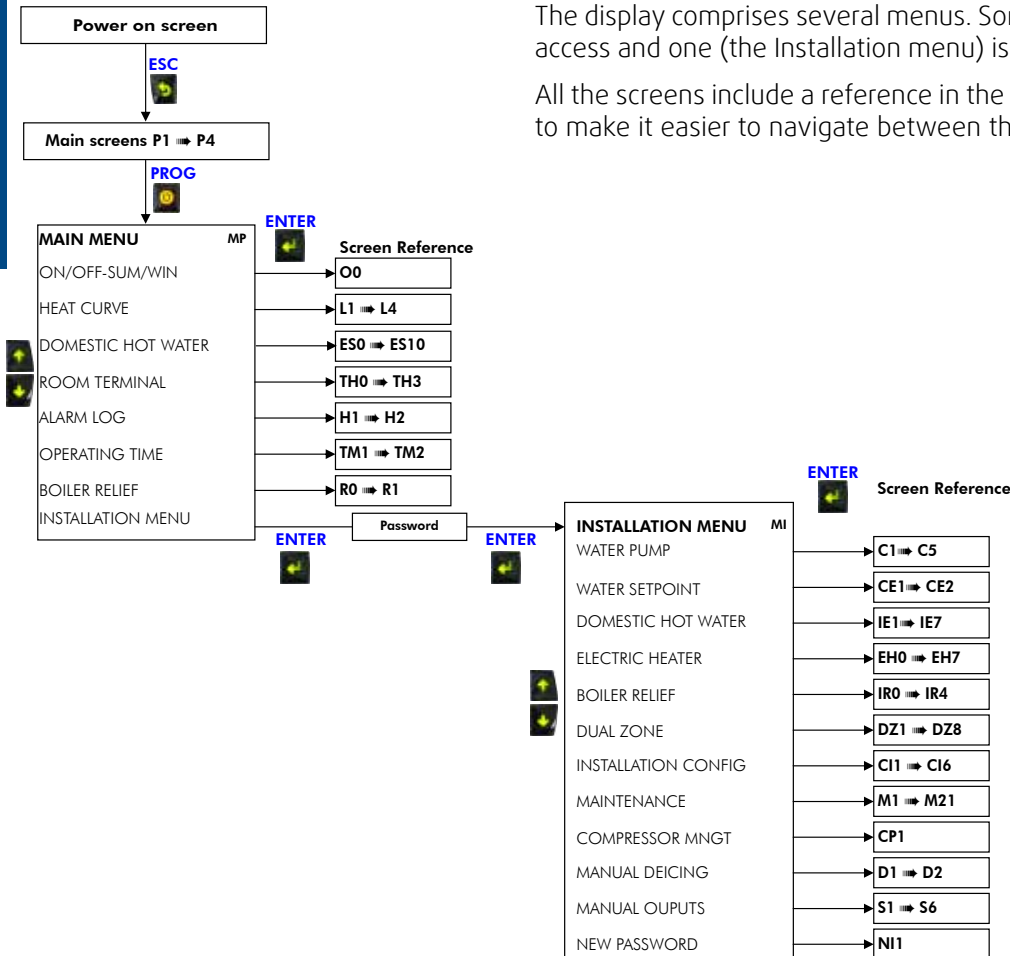 Power on screen
The display comprises several menus.
access and one (the Installation menu) is
All the screens include a reference in the
to make it easier to navigate between
ESC
Main screens P1 ➠ P4
PROG
ENTER
MAIN MENU MP
Screen Reference
ON/OFF-SUM/WIN O0
HEAT CURVE L1 ➠ L4
DOMESTIC HOT WATER ES0 ➠ ES10
ROOM TERMINAL TH0 ➠ TH3
ALARM LOG H1 ➠ H2
OPERATING TIME TM1 ➠ TM2
BOILER RELIEF R0 ➠ R1
INSTALLATION MENU
Password
ENTER
ENTER
ENTER
Screen Reference
INSTALLATION MENU MI
WATER PUMP C1➠ C5
WATER SETPOINT CE1➠ CE2
DOMESTIC HOT WATER IE1➠ IE7
ELECTRIC HEATER EH0 ➠ EH7
BOILER RELIEF IR0 ➠ IR4
DUAL ZONE DZ1 ➠ DZ8
INSTALLATION CONFIG CI1 ➠ CI6
MAINTENANCE M1 ➠ M21
COMPRESSOR MNGT CP1
MANUAL DEICING D1 ➠ D2
MANUAL OUPUTS S1 ➠ S6
NEW PASSWORD NI1